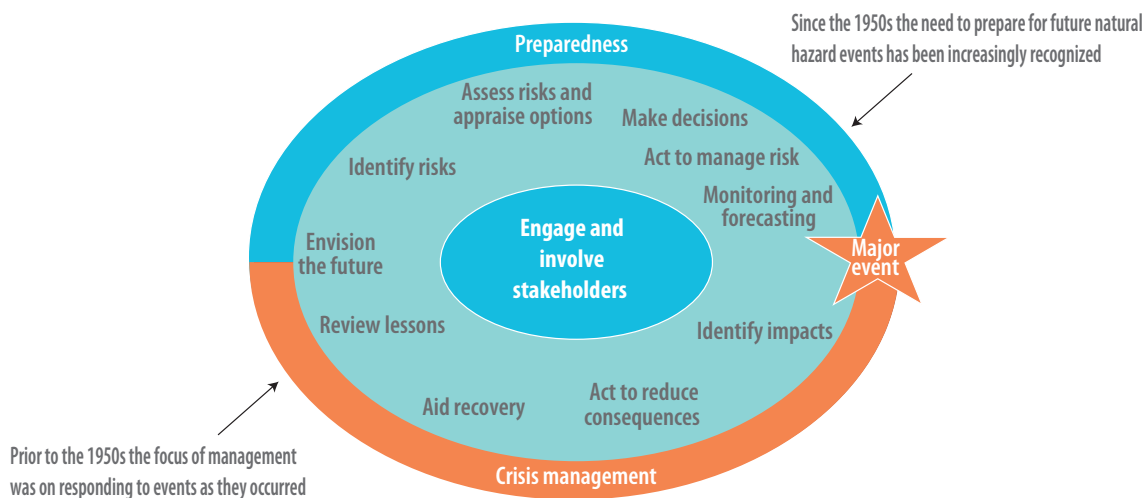 Since the 1950s the need to prepare for future natural
hazard events has been increasingly recognized
Preparedness
Assess risks and
appraise options
Make decisions
Act to manage risk
Identify risks
Monitoring and
forecasting
Engage and
involve
stakeholders
Envision
the future
Major
event
Review lessons
Identify impacts
Act to reduce
consequences
Aid recovery
Crisis management
Prior to the 1950s the focus of management
was on responding to events as they occurred